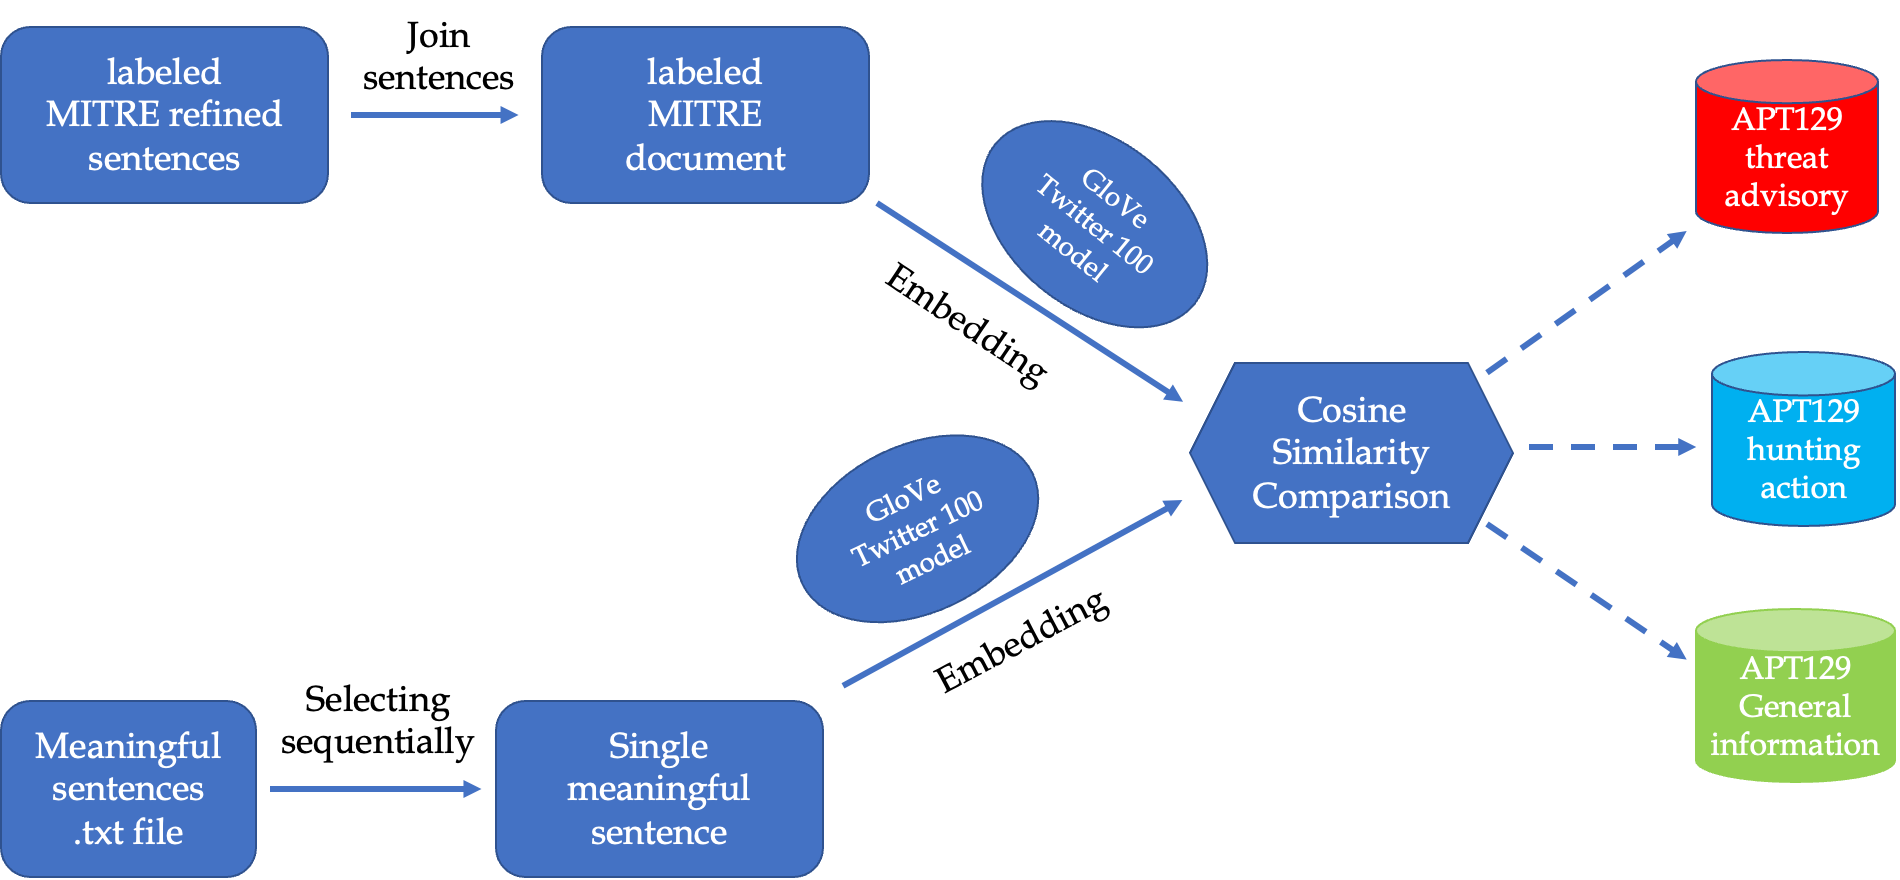 labeled
MITRE refined
sentences
Join
sentences
labeled
MITRE
document
GloVe
Twitter 100
model
Embedding
APT129
threat
advisory
Cosine
Similarity
Comparison
APT129
hunting
action
GloVe
Twitter 100
model
Embedding
Meaningful
sentences
.txt file
Selecting
sequentially
Single
meaningful
sentence
APT129
General
information